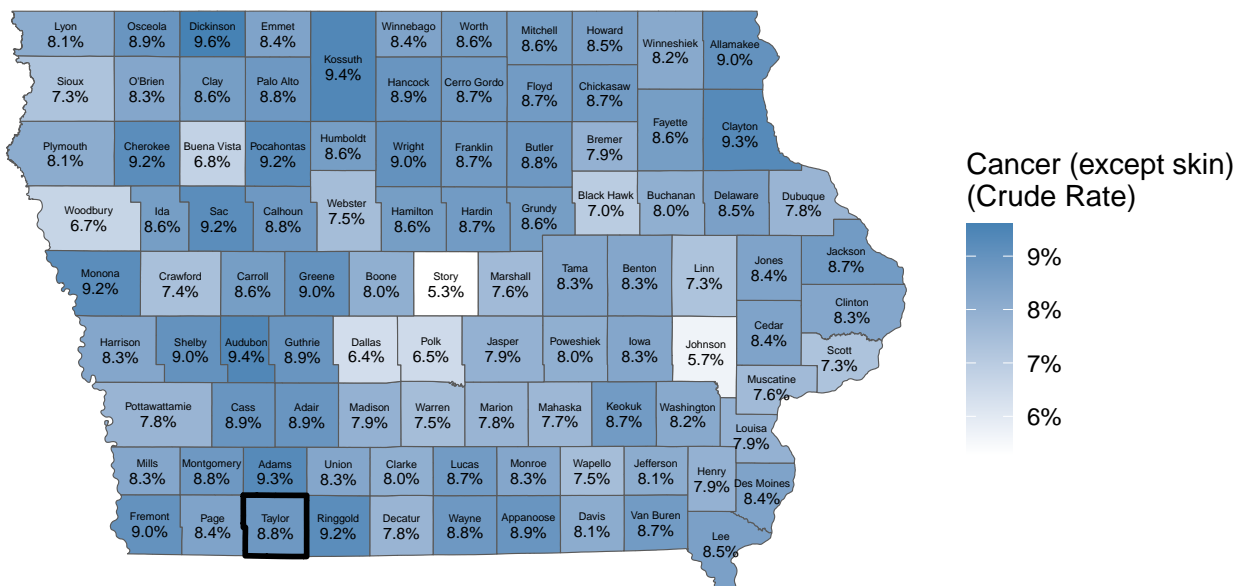 Lyon
8.1%
Osceola
8.9%
Dickinson
9.6%
Emmet
8.4%
Kossuth
9.4%
Winnebago
8.4%
Worth
8.6%
Mitchell
8.6%
Howard
8.5%
Winneshiek
8.2%
Allamakee
9.0%
Sioux
7.3%
O'Brien
8.3%
Clay
8.6%
Palo Alto
8.8%
Hancock
8.9%
Cerro Gordo
8.7%
Floyd
8.7%
Chickasaw
8.7%
Plymouth
8.1%
Cherokee
9.2%
Buena Vista
6.8%
Pocahontas
9.2%
Humboldt
8.6%
Wright
9.0%
Franklin
8.7%
Butler
8.8%
Bremer
7.9%
Fayette
8.6%
Clayton
9.3%
Woodbury
6.7%
Ida
8.6%
Sac
9.2%
Calhoun
8.8%
Webster
7.5%
Hamilton
8.6%
Hardin
8.7%
Grundy
8.6%
Black Hawk
7.0%
Buchanan
8.0%
Delaware
8.5%
Dubuque
7.8%
Monona
9.2%
Crawford
7.4%
Carroll
8.6%
Greene
9.0%
Boone
8.0%
Story
5.3%
Marshall
7.6%
Tama
8.3%
Benton
8.3%
Linn
7.3%
Jones
8.4%
Jackson
8.7%
Clinton
8.3%
Harrison
8.3%
Shelby
9.0%
Audubon
9.4%
Guthrie
8.9%
Dallas
6.4%
Polk
6.5%
Jasper
7.9%
Poweshiek
8.0%
Iowa
8.3%
Johnson
5.7%
Cedar
8.4%
Scott
7.3%
Muscatine
7.6%
Pottawattamie
7.8%
Cass
8.9%
Adair
8.9%
Madison
7.9%
Warren
7.5%
Marion
7.8%
Mahaska
7.7%
Keokuk
8.7%
Washington
8.2%
Louisa
7.9%
Mills
8.3%
Montgomery
8.8%
Adams
9.3%
Union
8.3%
Clarke
8.0%
Lucas
8.7%
Monroe
8.3%
Wapello
7.5%
Jefferson
8.1%
Henry
7.9%
Des Moines
8.4%
Fremont
9.0%
Page
8.4%
Taylor
8.8%
Ringgold
9.2%
Decatur
7.8%
Wayne
8.8%
Appanoose
8.9%
Davis
8.1%
Van Buren
8.7%
Lee
8.5%
Cancer (except skin)
(Crude Rate)
9%
8%
7%
6%